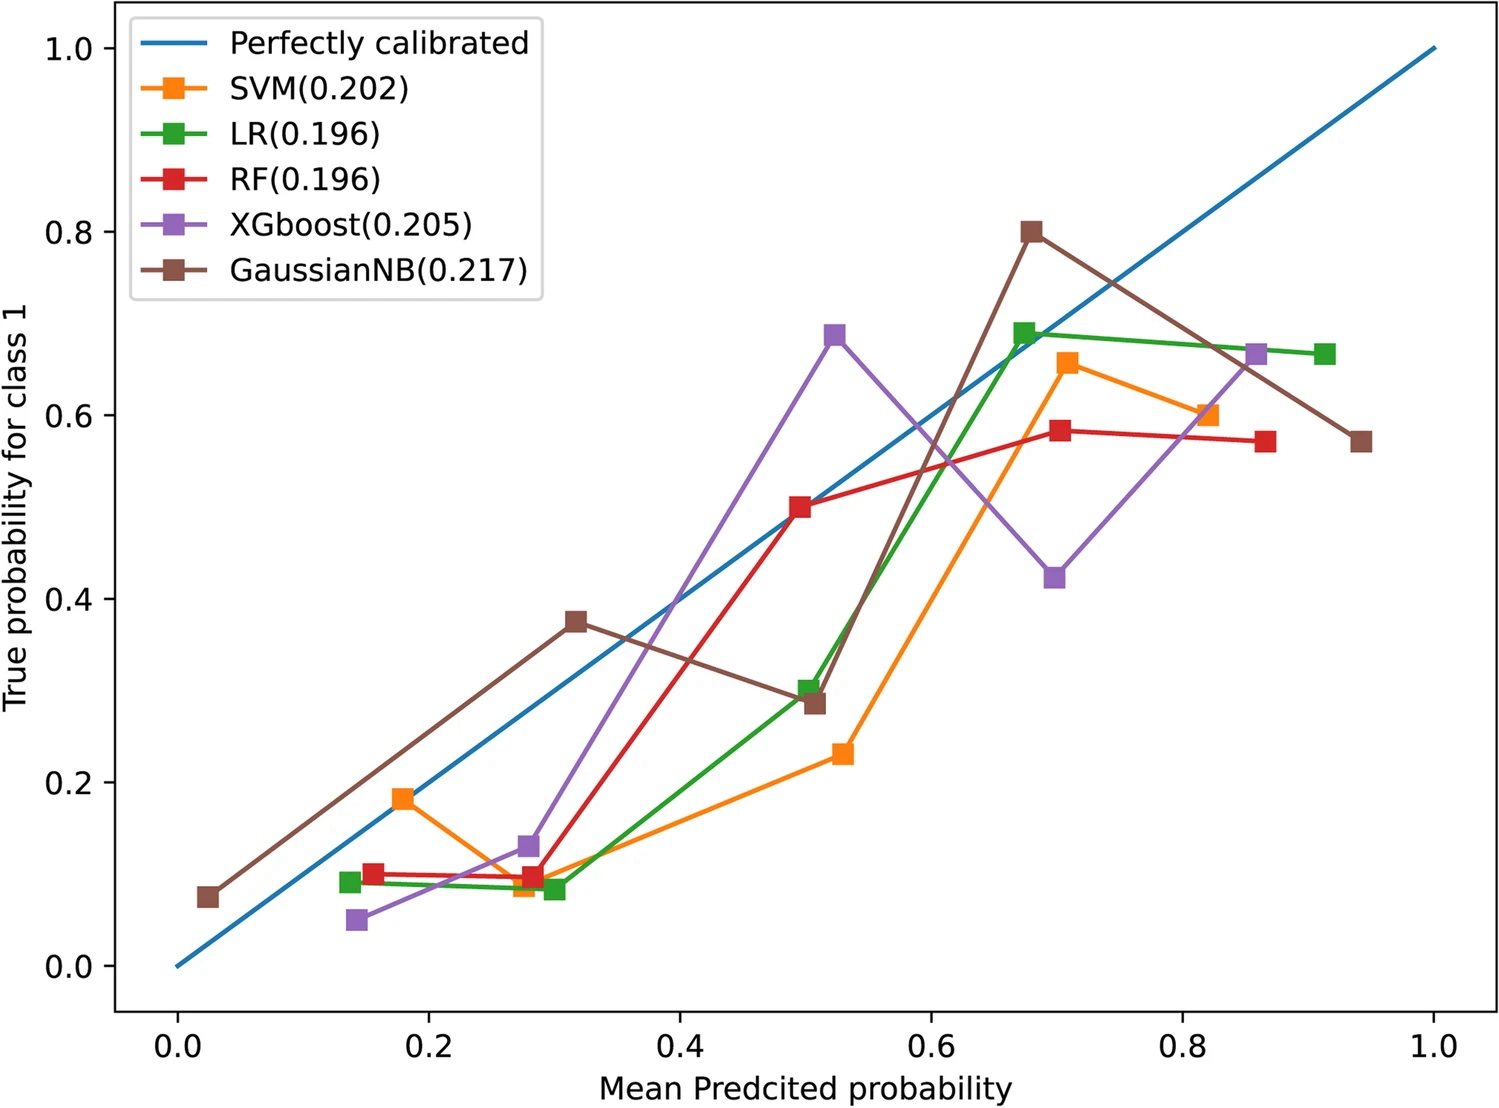 Perfectly calibrated
SVM(0.202)
LR(0.196)
RF(0.196)
XGboost(0.205)
GaussianNB(0.217)
True probability for class 1
1.0
0.8
0.6
0.4
0.2
0.0
0.0 0.2 0.4 0.6 0.8 1.0
Mean Predcited probability